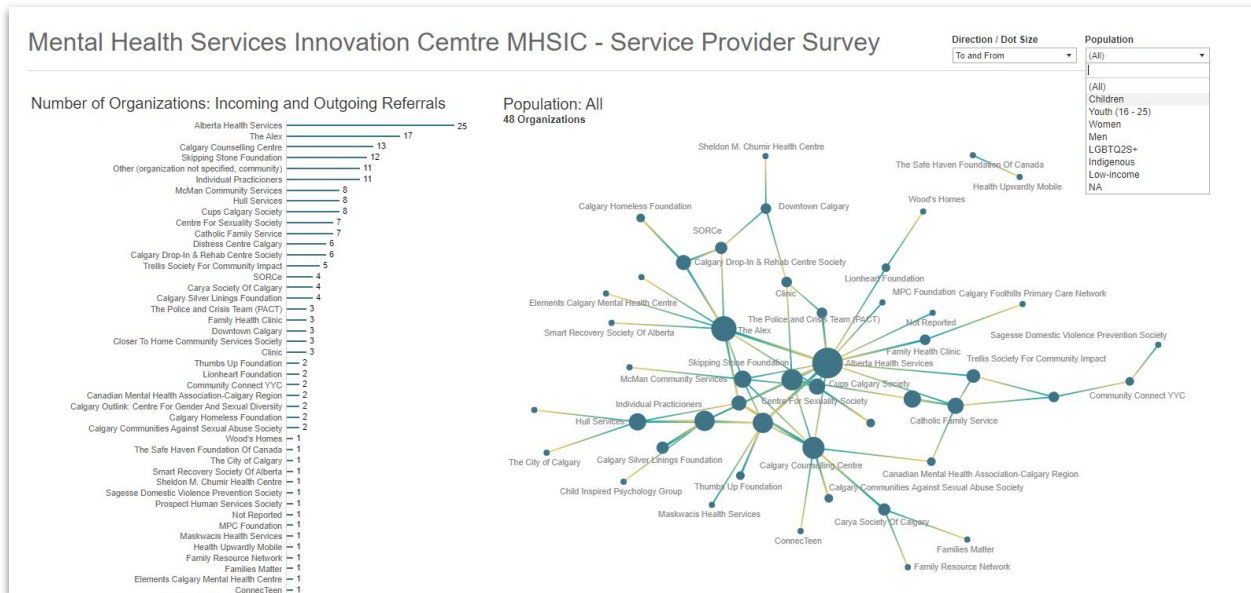 Mental Health Services Innovation Cemtre MHSIC - Service Provider Survey
Direction / Dot Size
To and From
Population
(All)
(All)
Children
Youth (16 - 25)
Women
Men
LGBTQ2S+
Indigenous
Low-income
NA
Number of Organizations: Incoming and Outgoing Referrals
Alberta Health Services 25
The Alex 17
Calgary Counselling Centre 13
Skipping Stone Foundation 12
Other (organization not specified, community) 11
Individual Practicioners 11
McMan Community Services 8
Hull Services 8
Cups Calgary Society 8
Centre For Sexuality Society 7
Catholic Family Service 7
Distress Centre Calgary 6
Calgary Drop-In & Rehab Centre Society 6
Trellis Society For Community Impact 5
SORCe 4
Carya Society Of Calgary 4
Calgary Silver Linings Foundation 4
The Police and Crisis Team (PACT) 3
Family Health Clinic 3
Downtown Calgary 3
Closer To Home Community Services Society 3
Clinic 3
Thumbs Up Foundation 2
Lionheart Foundation 2
Community Connect YYC 2
Canadian Mental Health Association-Calgary Region 2
Calgary Outlink: Centre For Gender And Sexual Diversity 2
Calgary Homeless Foundation 2
Calgary Communities Against Sexual Abuse Society 2
Wood's Homes 1
The Safe Haven Foundation Of Canada 1
The City of Calgary 1
Smart Recovery Society Of Alberta 1
Sheldon M. Chumir Health Centre 1
Sagesse Domestic Violence Prevention Society 1
Prospect Human Services Society 1
Not Reported 1
MPC Foundation 1
Maskwacis Health Services 1
Health Upwardly Mobile 1
Family Resource Network 1
Families Matter 1
Elements Calgary Mental Health Centre 1
ConnecTeen 1
Population: All
48 Organizations
Sheldon M. Chumir Health Centre
The Safe Haven Foundation Of Canada
Health Upwardly Mobile
Wood's Homes
Calgary Homeless Foundation
Downtown Calgary
SORCe
Calgary Drop-In & Rehab Centre Society
Lionheart Foundation
Clinic
MPC Foundation
Calgary Foothills Primary Care Network
Elements Calgary Mental Health Centre
The Police and Crisis Team (PACT)
Not Reported
Smart Recovery Society Of Alberta
The Alex
Sagesse Domestic Violence Prevention Society
Family Health Clinic
Trellis Society For Community Impact
Skipping Stone Foundation
Alberta Health Services
McMan Community Services
Cups Calgary Society
Community Connect YYC
Centre For Sexuality Society
Individual Practicioners
Hull Services
Catholic Family Service
The City of Calgary
Calgary Silver Linings Foundation
Calgary Counselling Centre
Canadian Mental Health Association-Calgary Region
Child Inspired Psychology Group
Thumbs Up Foundation
Calgary Communities Against Sexual Abuse Society
Maskwacis Health Services
Carya Society Of Calgary
ConnecTeen
Families Matter
Family Resource Network